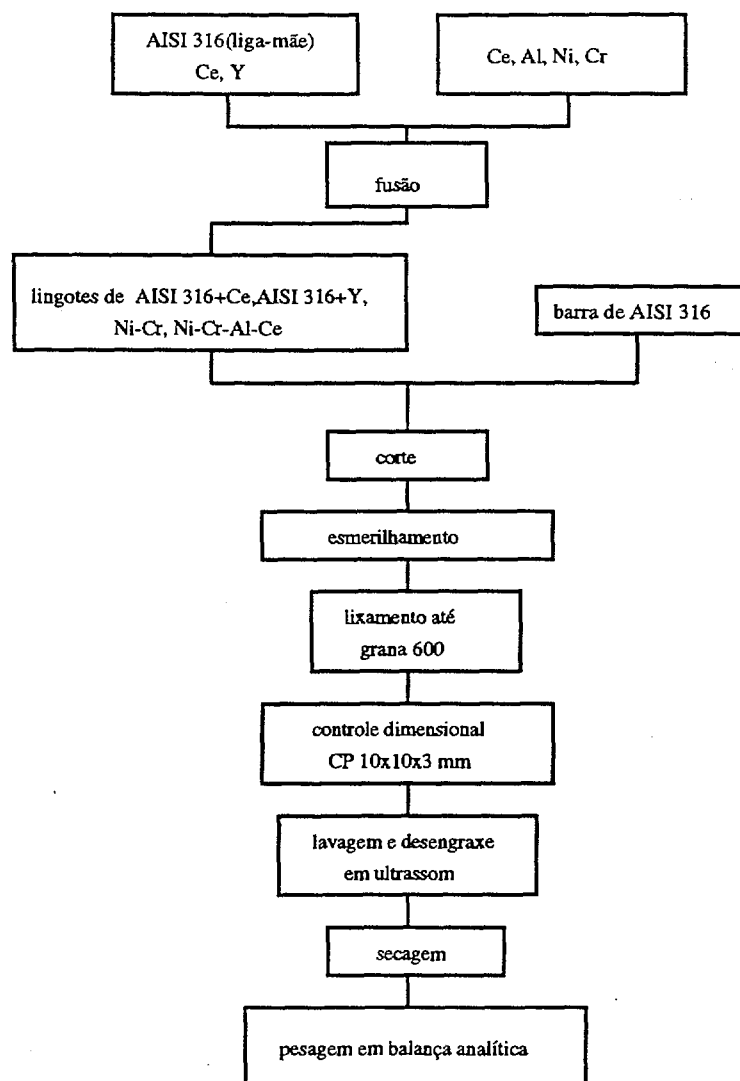 AISI 316(liga-mãe)
Ce, Y
Ce, Al, Ni, Cr
fusão
lingotes de AISI 316+Ce,AISI 316+Y,
Ni-Cr, Ni-Cr-Al-Ce
barra de AISI 316
corte
esmerilhamento
lixamento até
grana 600
controle dimensional
CP 10x10x3 mm
lavagem e desengraxe
em ultrassom
secagem
pesagem em balança analítica